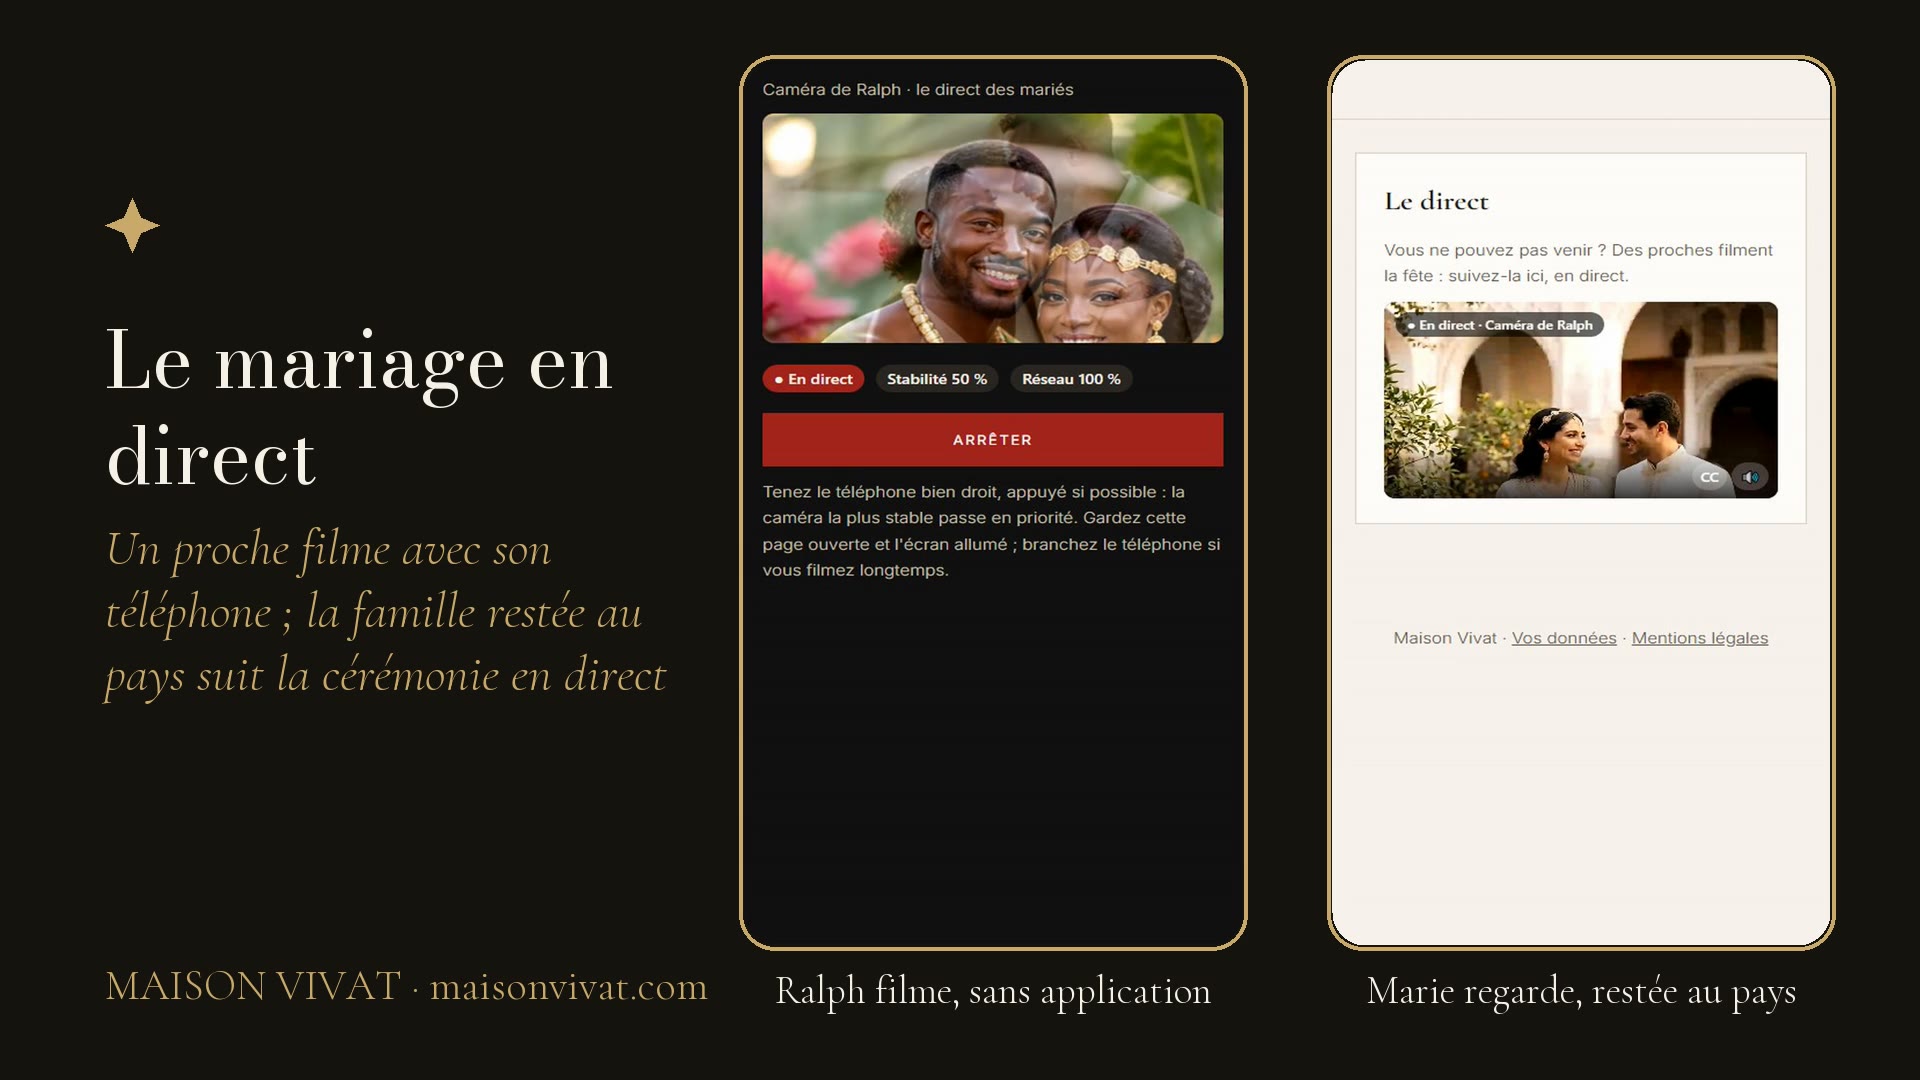 Le mariage en
direct
Un proche filme avec son
téléphone ; la famille restée au
pays suit la cérémonie en direct
MAISON VIVAT · maisonvivat.com
Caméra de Ralph · le direct des mariés
● En direct
Stabilité 50 %
Réseau 100 %
ARRÊTER
Tenez le téléphone bien droit, appuyé si possible : la
caméra la plus stable passe en priorité. Gardez cette
page ouverte et l'écran allumé ; branchez le téléphone si
vous filmez longtemps.
Ralph filme, sans application
Le direct
Vous ne pouvez pas venir ? Des proches filment
la fête : suivez-la ici, en direct.
● En direct · Caméra de Ralph
CC
Maison Vivat · Vos données · Mentions légales
Marie regarde, restée au pays